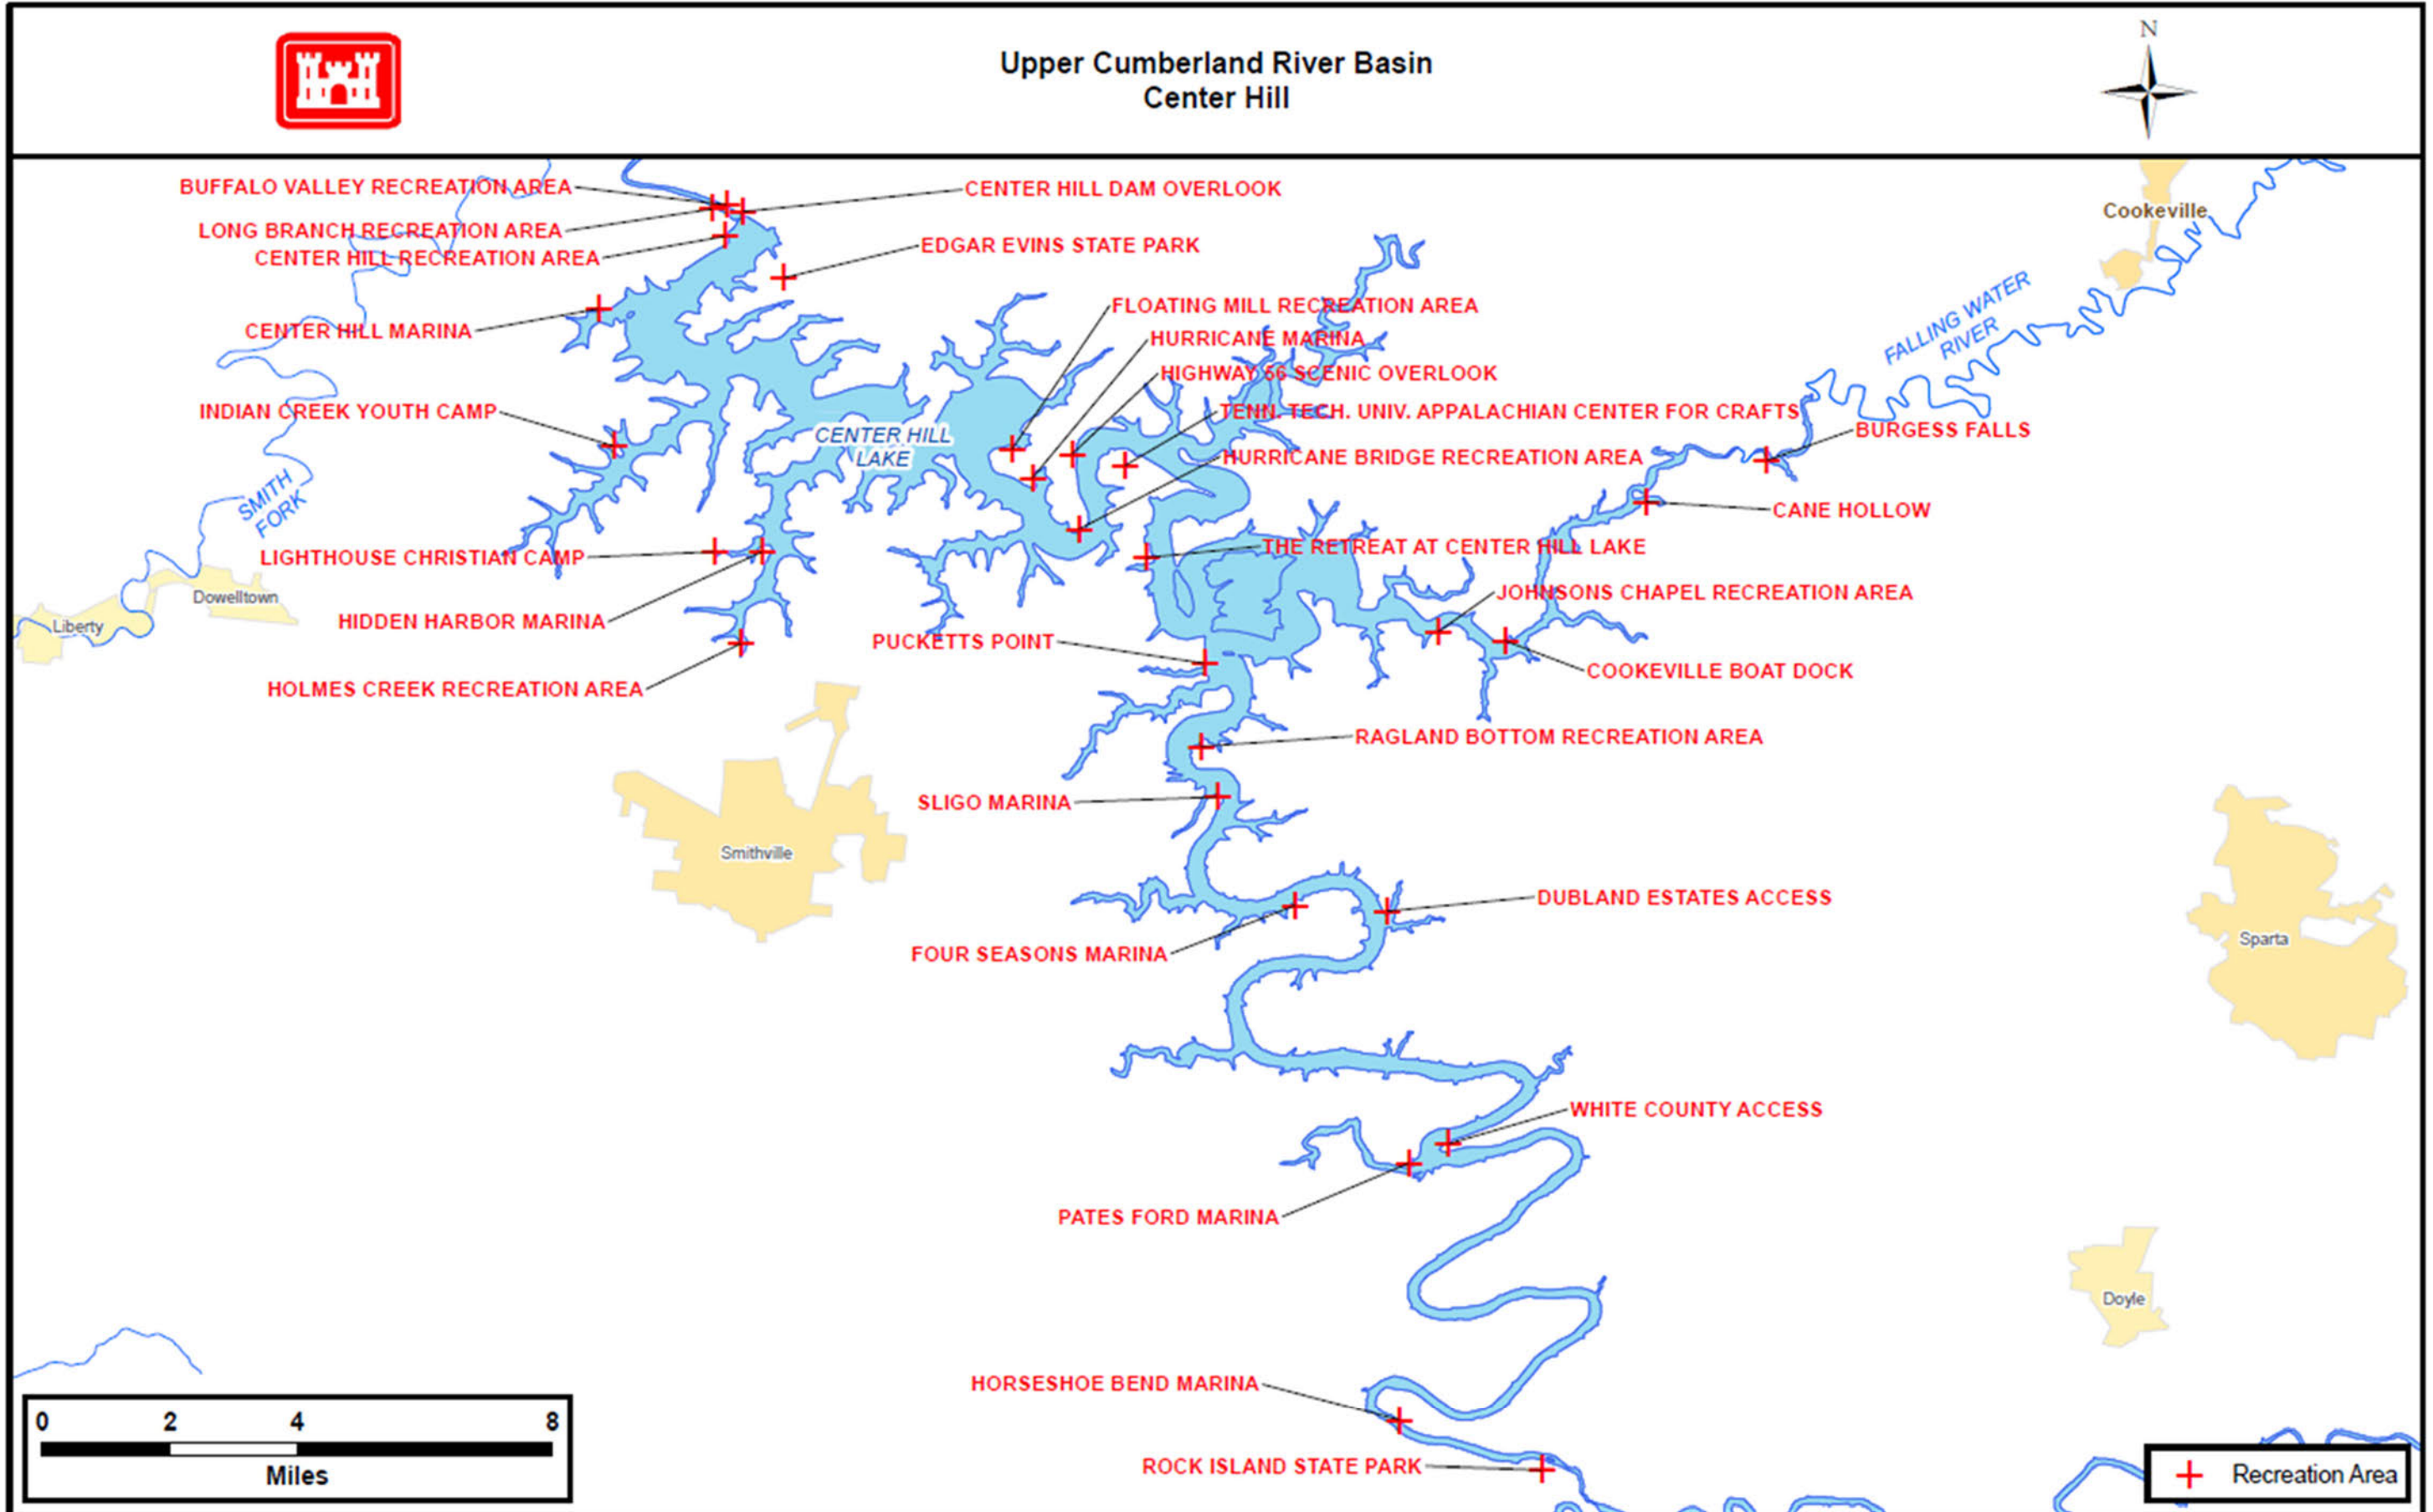 Upper Cumberland River Basin
Center Hill
N
BUFFALO VALLEY RECREATION AREA
CENTER HILL DAM OVERLOOK
Cookeville
LONG BRANCH RECREATION AREA
EDGAR EVINS STATE PARK
CENTER HILL RECREATION AREA
FLOATING MILL RECREATION AREA
FALLING WATER
RIVER
CENTER HILL MARINA
HURRICANE MARINA
HIGHWAY 56 SCENIC OVERLOOK
INDIAN CREEK YOUTH CAMP
TENN. TECH. UNIV. APPALACHIAN CENTER FOR CRAFTS
BURGESS FALLS
CENTER HILL
LAKE
HURRICANE BRIDGE RECREATION AREA
SMITH
FORK
CANE HOLLOW
LIGHTHOUSE CHRISTIAN CAMP
THE RETREAT AT CENTER HILL LAKE
Dowelltown
JOHNSONS CHAPEL RECREATION AREA
Liberty
HIDDEN HARBOR MARINA
PUCKETTS POINT
COOKEVILLE BOAT DOCK
HOLMES CREEK RECREATION AREA
RAGLAND BOTTOM RECREATION AREA
SLIGO MARINA
Smithville
DUBLAND ESTATES ACCESS
Sparta
FOUR SEASONS MARINA
WHITE COUNTY ACCESS
PATES FORD MARINA
Doyle
HORSESHOE BEND MARINA
0 2 4 8
Miles
ROCK ISLAND STATE PARK
Recreation Area